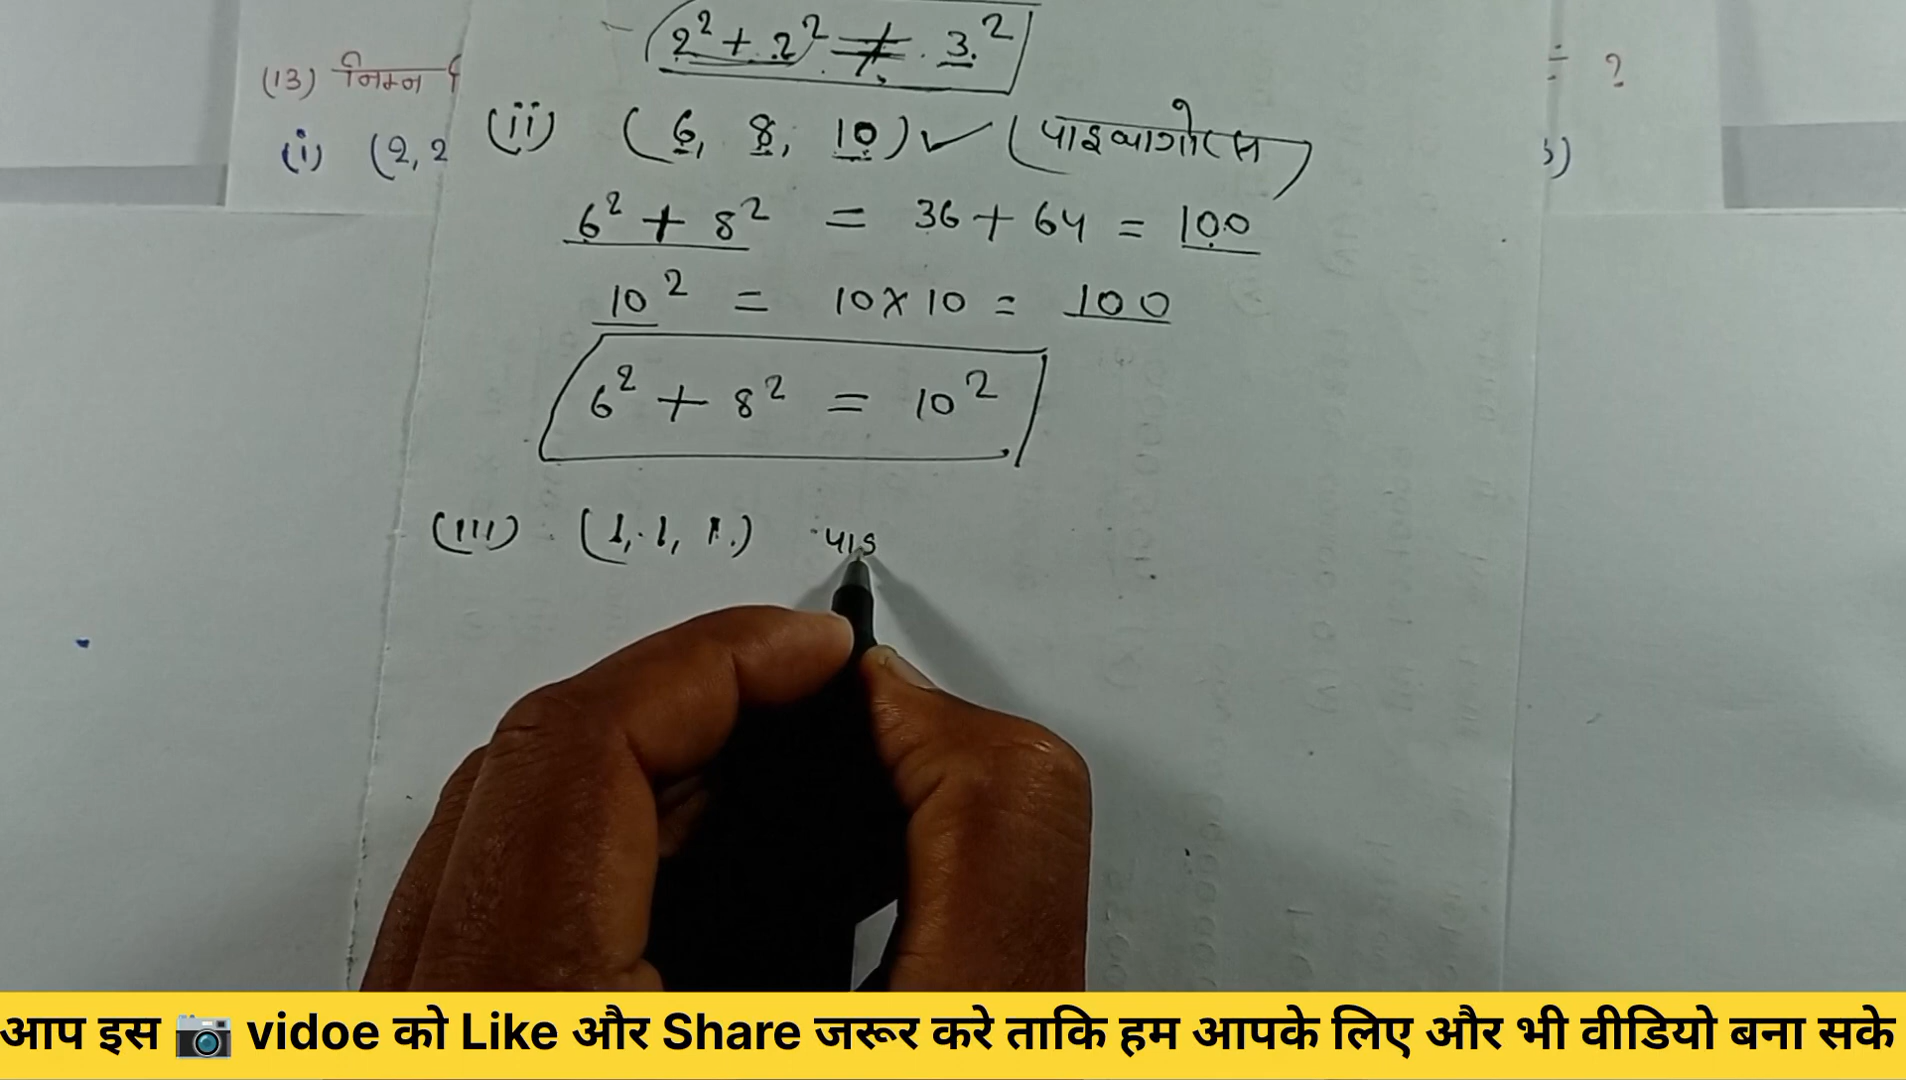 2² + 2² ≠ 3²
(13) निम्न
= ?
(i) (2, 2
3)
(ii) (6, 8, 10) ✓ (पाइथागोरस)
6² + 8² = 36 + 64 = 100
10² = 10 × 10 = 100
6² + 8² = 10²
(iii) (1, 1, 1) पाइ
आप इस 📷 vidoe को Like और Share जरूर करे ताकि हम आपके लिए और भी वीडियो बना सके